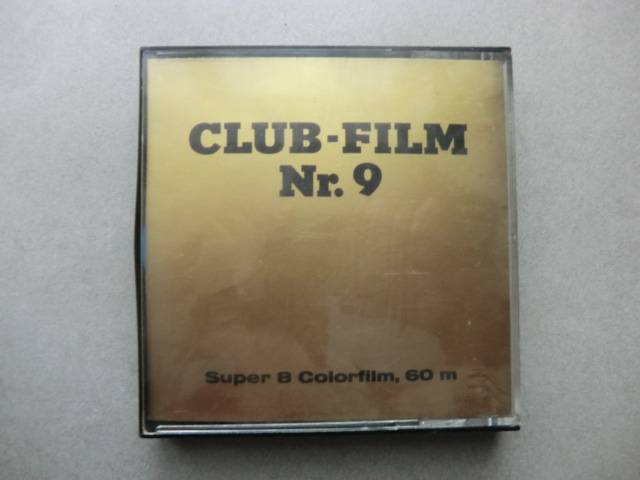 CLUB-FILM
Nr. 9
Super 8 Colorfilm, 60 m